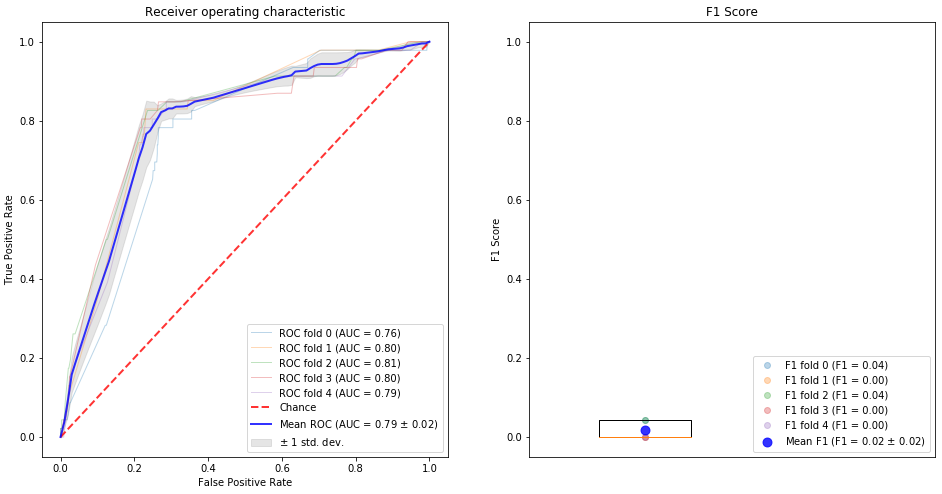 Receiver operating characteristic
1.0
0.8
0.6
0.4
0.2
0.0
True Positive Rate
0.0 0.2 0.4 0.6 0.8 1.0
False Positive Rate
ROC fold 0 (AUC = 0.76)
ROC fold 1 (AUC = 0.80)
ROC fold 2 (AUC = 0.81)
ROC fold 3 (AUC = 0.80)
ROC fold 4 (AUC = 0.79)
Chance
Mean ROC (AUC = 0.79 ± 0.02)
± 1 std. dev.
F1 Score
1.0
0.8
0.6
0.4
0.2
0.0
F1 Score
F1 fold 0 (F1 = 0.04)
F1 fold 1 (F1 = 0.00)
F1 fold 2 (F1 = 0.04)
F1 fold 3 (F1 = 0.00)
F1 fold 4 (F1 = 0.00)
Mean F1 (F1 = 0.02 ± 0.02)